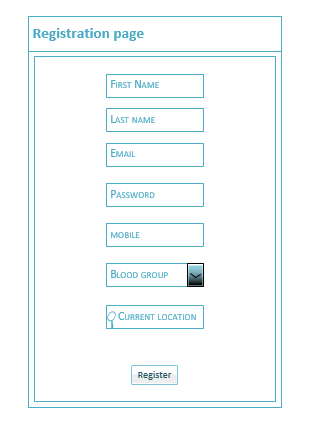 Registration page
First Name
Last name
Email
Password
mobile
Blood group
Current location
Register